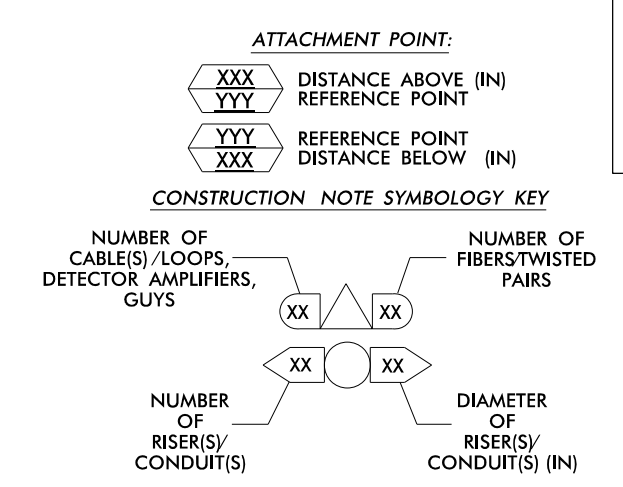 ATTACHMENT POINT:
XXX
YYY
DISTANCE ABOVE (IN)
REFERENCE POINT
YYY
XXX
REFERENCE POINT
DISTANCE BELOW (IN)
CONSTRUCTION NOTE SYMBOLOGY KEY
NUMBER OF
CABLE(S)/LOOPS,
DETECTOR AMPLIFIERS,
GUYS
NUMBER OF
FIBERS/TWISTED
PAIRS
XX
XX
XX
XX
NUMBER
OF
RISER(S)/
CONDUIT(S)
DIAMETER
OF
RISER(S)/
CONDUIT(S) (IN)